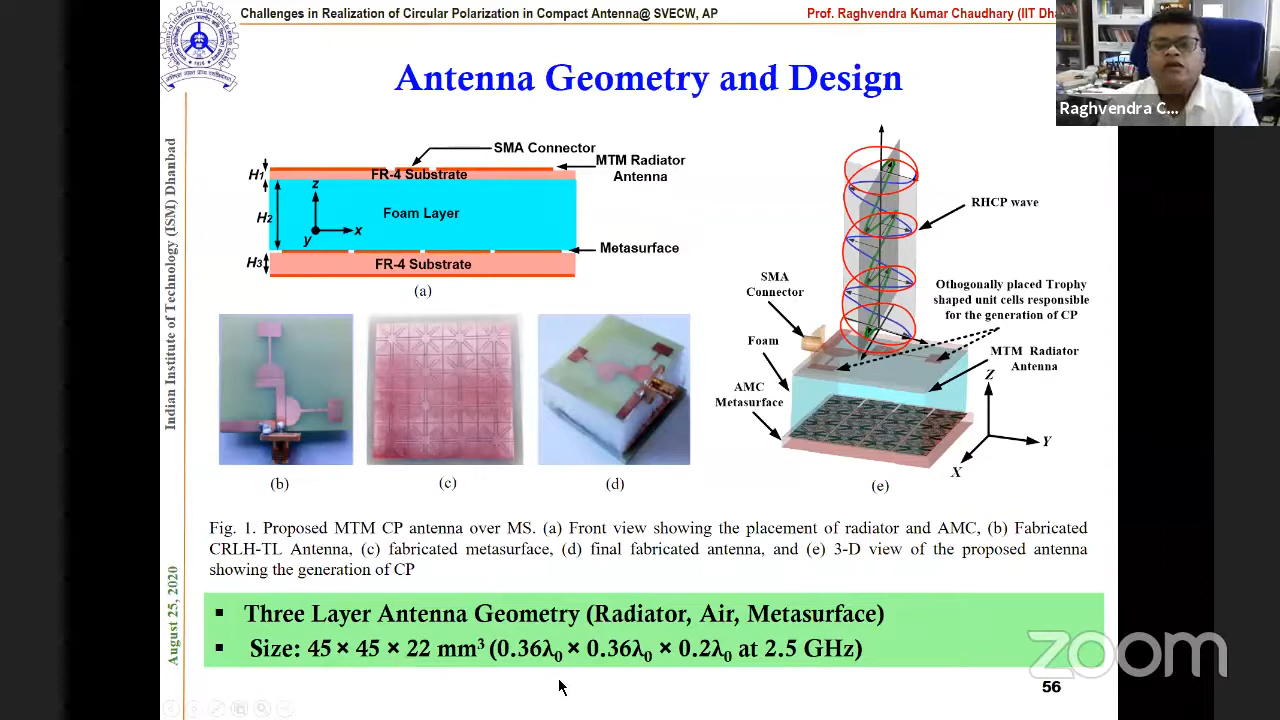 Challenges in Realization of Circular Polarization in Compact Antenna@ SVECW, AP
Prof. Raghvendra Kumar Chaudhary (IIT Dha
Raghvendra C...
Antenna Geometry and Design
Indian Institute of Technology (ISM) Dhanbad
August 25, 2020
SMA Connector
MTM Radiator
Antenna
H1
FR-4 Substrate
z
H2
Foam Layer
x
y
Metasurface
H3
FR-4 Substrate
(a)
(b)
(c)
(d)
RHCP wave
SMA
Connector
Othogonally placed Trophy
shaped unit cells responsible
for the generation of CP
Foam
MTM Radiator
Antenna
AMC
Metasurface
Z
Y
X
(e)
Fig. 1. Proposed MTM CP antenna over MS. (a) Front view showing the placement of radiator and AMC, (b) Fabricated
CRLH-TL Antenna, (c) fabricated metasurface, (d) final fabricated antenna, and (e) 3-D view of the proposed antenna
showing the generation of CP
▪ Three Layer Antenna Geometry (Radiator, Air, Metasurface)
▪ Size: 45 × 45 × 22 mm³ (0.36λ₀ × 0.36λ₀ × 0.2λ₀ at 2.5 GHz)
zoom
56